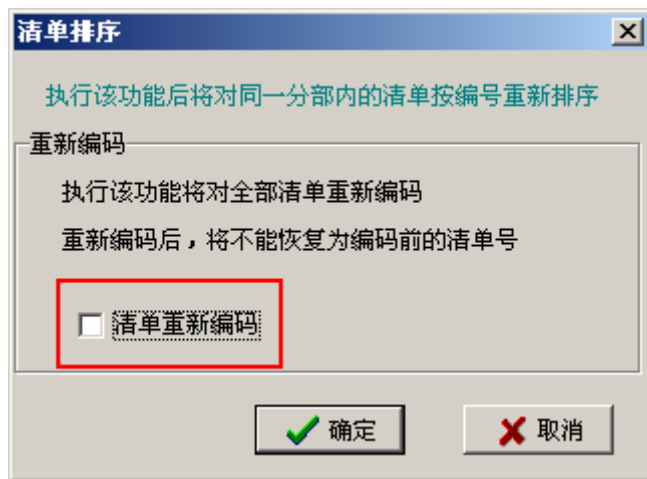 清单排序
执行该功能后将对同一分部内的清单按编号重新排序
重新编码
执行该功能将对全部清单重新编码
重新编码后，将不能恢复为编码前的清单号
清单重新编码
确定
取消